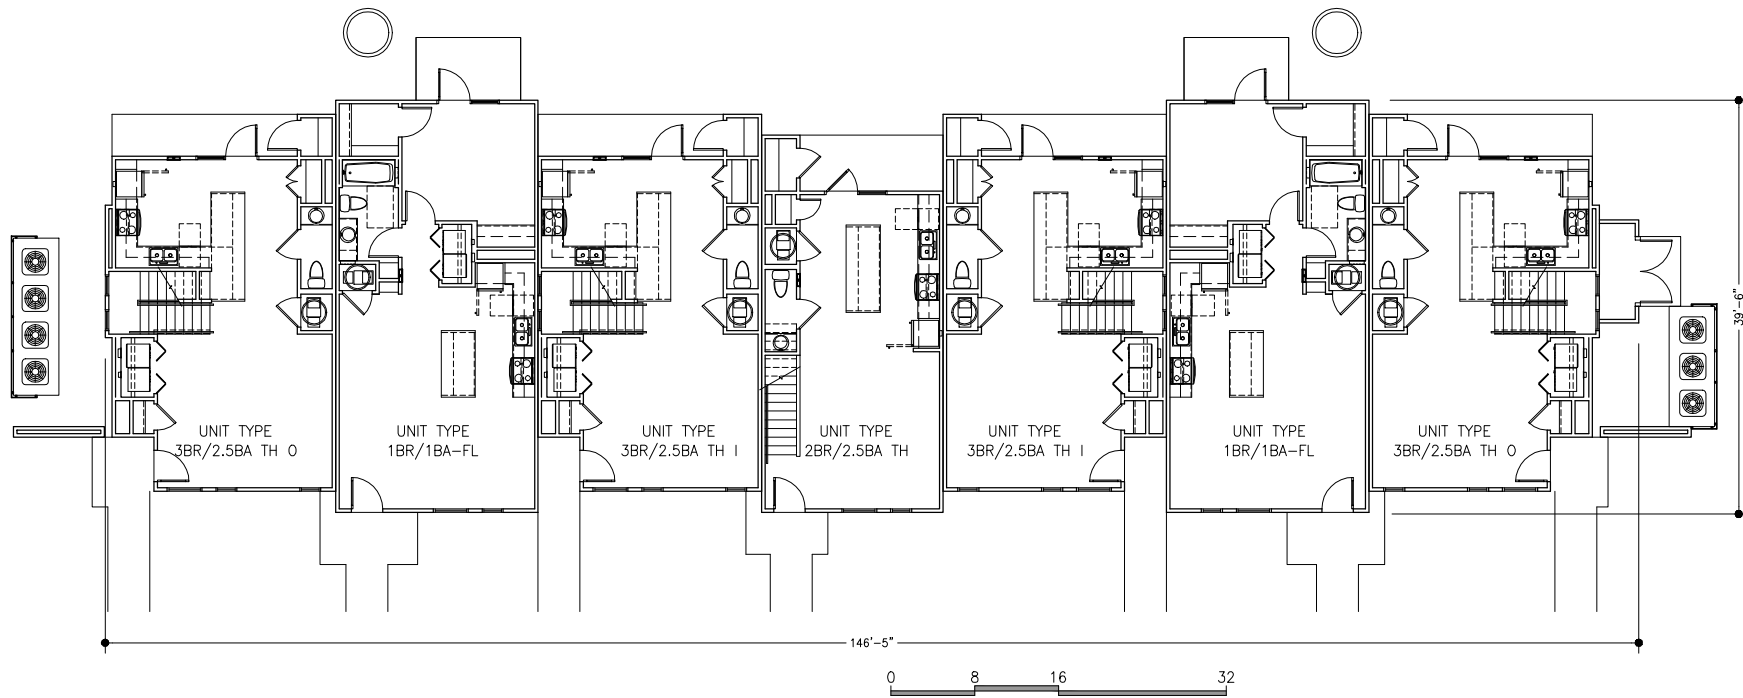 UNIT TYPE
3BR/2.5BA TH O
UNIT TYPE
1BR/1BA-FL
UNIT TYPE
3BR/2.5BA TH I
UNIT TYPE
2BR/2.5BA TH
UNIT TYPE
3BR/2.5BA TH I
UNIT TYPE
1BR/1BA-FL
UNIT TYPE
3BR/2.5BA TH O
39'-6"
146'-5"
0 8 16 32